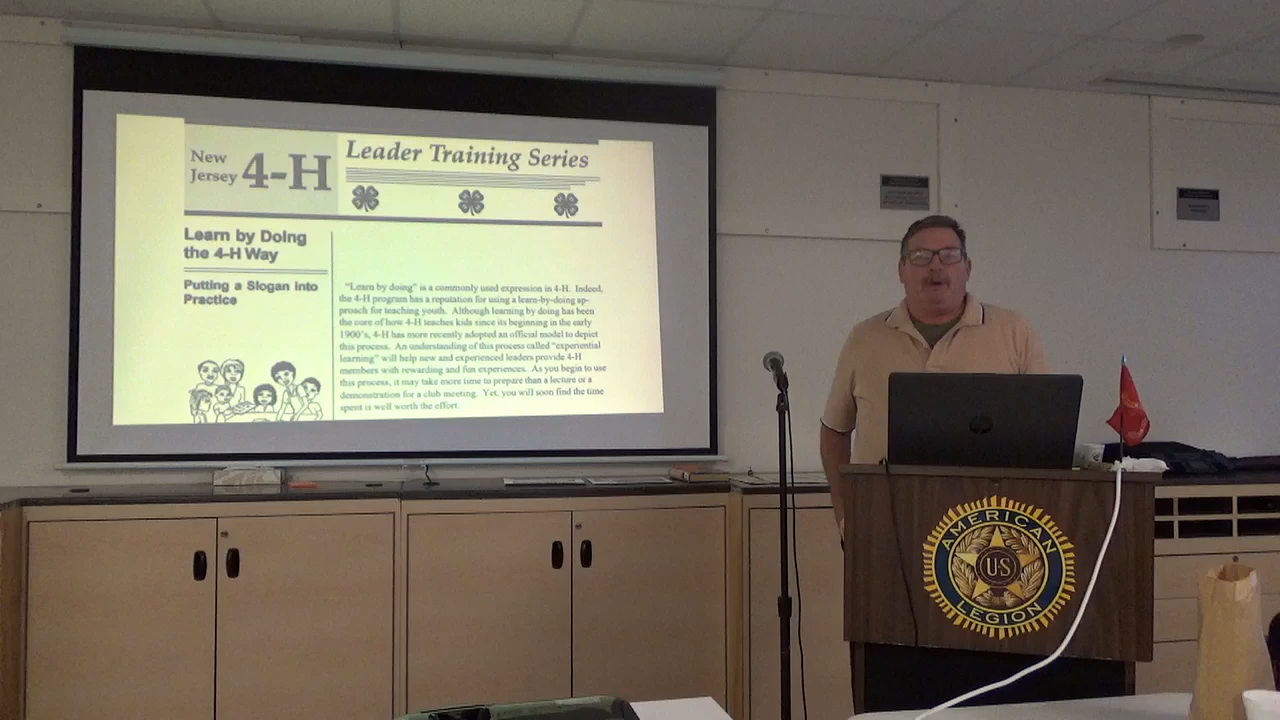 New
Jersey 4-H
Leader Training Series
Learn by Doing
the 4-H Way
Putting a Slogan into
Practice
"Learn by doing" is a commonly used expression in 4-H. Indeed,
the 4-H program has a reputation for using a learn-by-doing ap-
proach for teaching youth. Although learning by doing has been
the core of how 4-H teaches kids since its beginning in the early
1900's, 4-H has more recently adopted an official model to depict
this process. An understanding of this process called "experiential
learning" will help new and experienced leaders provide 4-H
members with rewarding and fun experiences. As you begin to use
this process, it may take more time to prepare than a lecture or a
demonstration for a club meeting. Yet, you will soon find the time
spent is well worth the effort.
hp
AMERICAN
U·S
LEGION